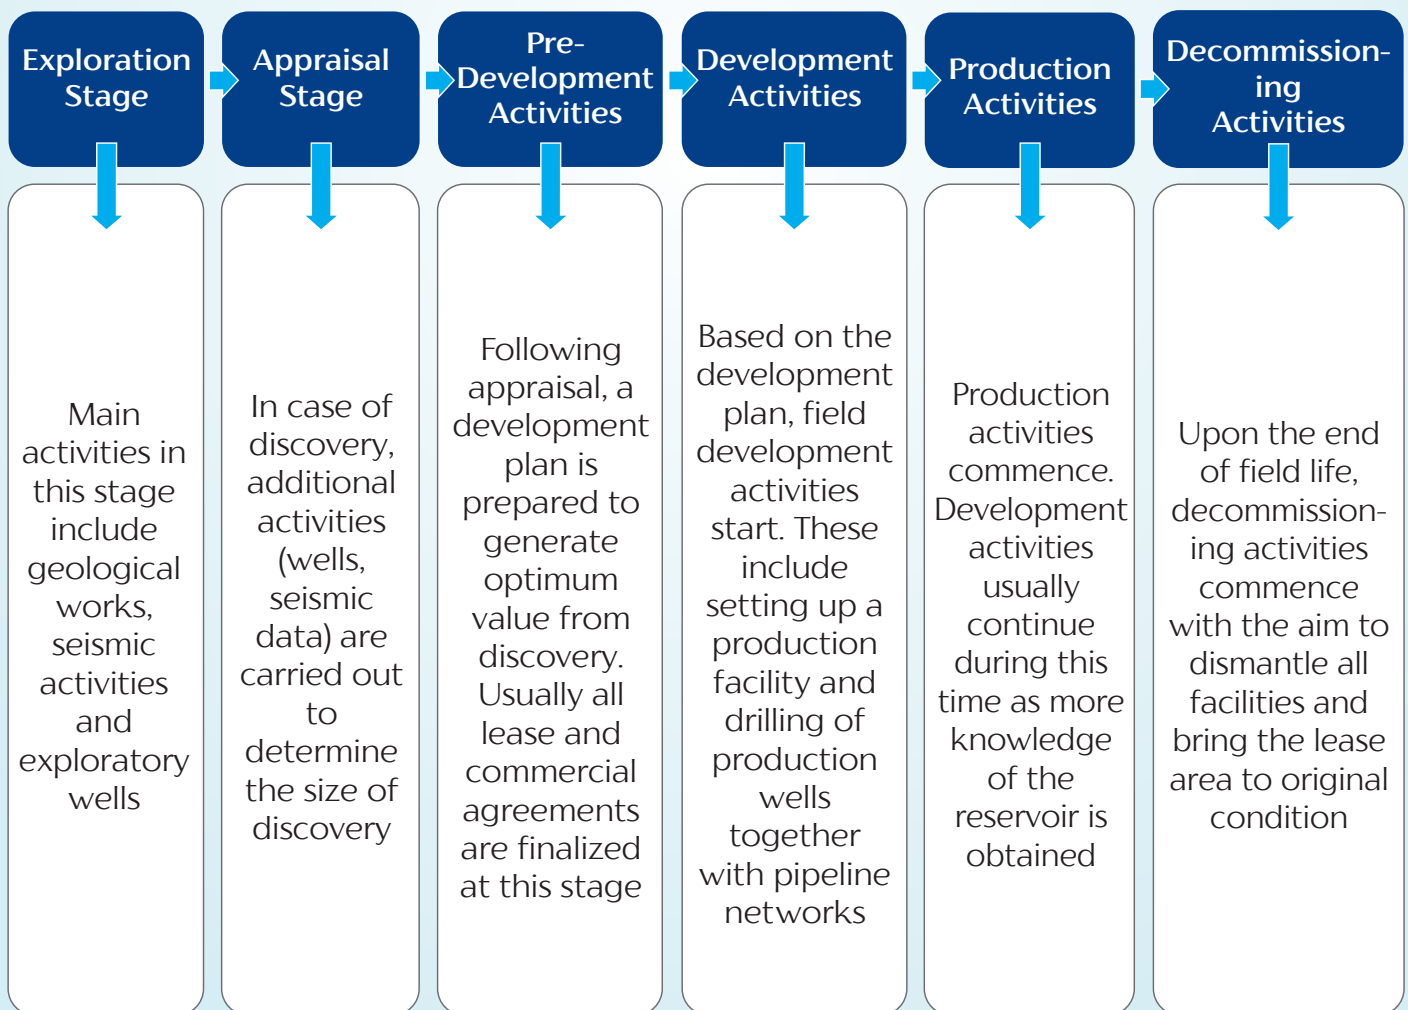 Exploration
Stage
Appraisal
Stage
Pre-
Development
Activities
Development
Activities
Production
Activities
Decommission-
ing
Activities
Main
activities in
this stage
include
geological
works,
seismic
activities
and
exploratory
wells
In case of
discovery,
additional
activities
(wells,
seismic
data) are
carried out
to
determine
the size of
discovery
Following
appraisal, a
development
plan is
prepared to
generate
optimum
value from
discovery.
Usually all
lease and
commercial
agreements
are finalized
at this stage
Based on the
development
plan, field
development
activities
start. These
include
setting up a
production
facility and
drilling of
production
wells
together
with pipeline
networks
Production
activities
commence.
Development
activities
usually
continue
during this
time as more
knowledge
of the
reservoir is
obtained
Upon the end
of field life,
decommission-
ing activities
commence
with the aim to
dismantle all
facilities and
bring the lease
area to original
condition